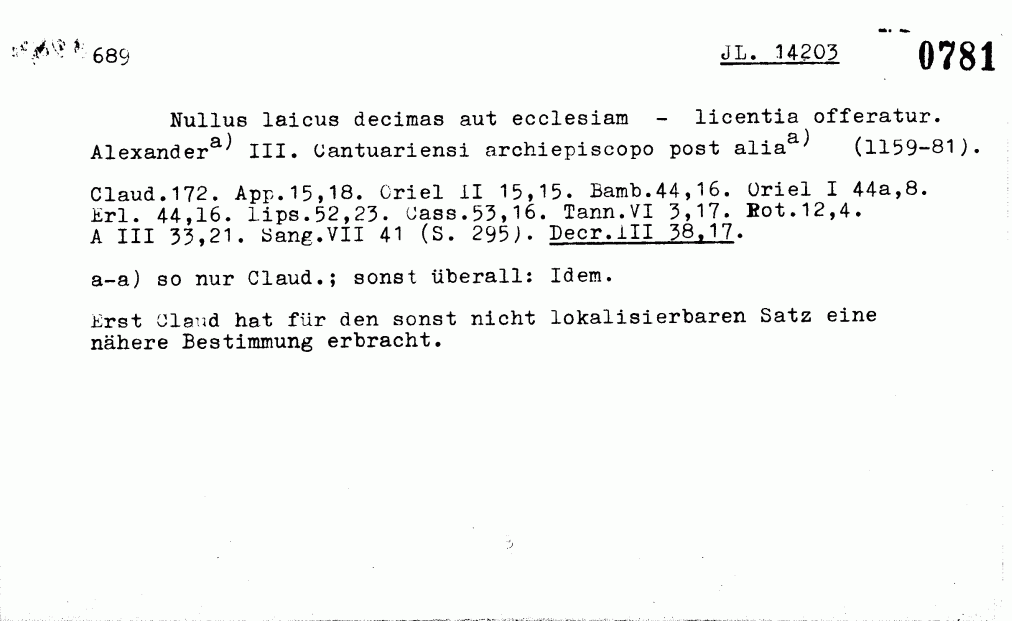 689 JL. 14203 0781
Nullus laicus decimas aut ecclesiam - licentia offeratur.
Alexander a) III. Cantuariensi archiepiscopo post alia a) (1159-81).
Claud.172. App.15,18. Oriel II 15,15. Bamb.44,16. Oriel I 44a,8.
Erl. 44,16. Lips.52,23. Cass.53,16. Tann.VI 3,17. Rot.12,4.
A III 33,21. Sang.VII 41 (S. 295). Decr.III 38,17.
a-a) so nur Claud.; sonst überall: Idem.
Erst Claud hat für den sonst nicht lokalisierbaren Satz eine
nähere Bestimmung erbracht.